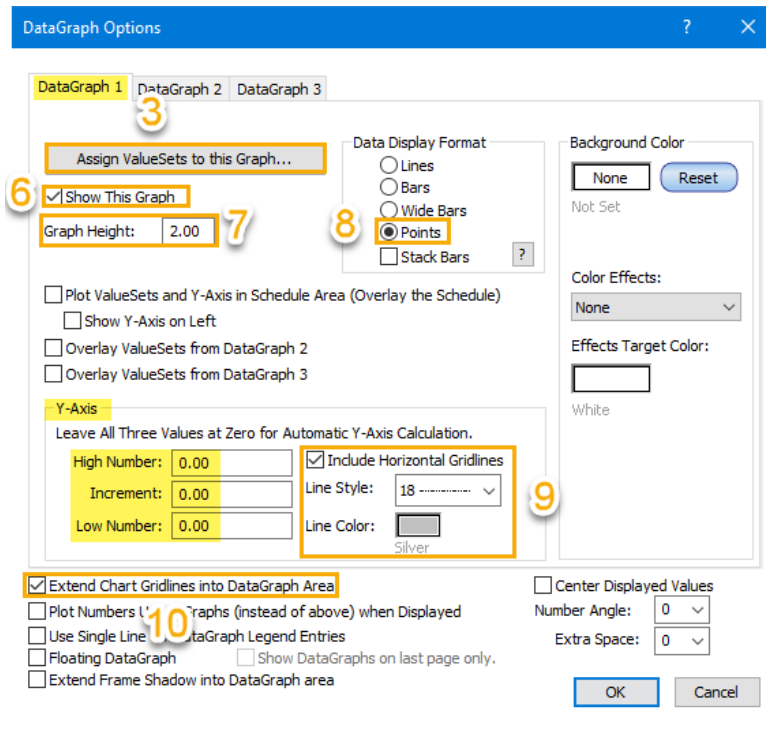 DataGraph Options ? ×
DataGraph 1 DataGraph 2 DataGraph 3
3
Assign ValueSets to this Graph...
6 Show This Graph
Graph Height: 2.00 7
Data Display Format
Lines
Bars
Wide Bars
8 Points
Stack Bars ?
Background Color
None Reset
Not Set
Color Effects:
None
Effects Target Color:
White
Plot ValueSets and Y-Axis in Schedule Area (Overlay the Schedule)
Show Y-Axis on Left
Overlay ValueSets from DataGraph 2
Overlay ValueSets from DataGraph 3
Y-Axis
Leave All Three Values at Zero for Automatic Y-Axis Calculation.
High Number: 0.00
Increment: 0.00
Low Number: 0.00
Include Horizontal Gridlines
Line Style: 18
Line Color:
Silver
9
Extend Chart Gridlines into DataGraph Area
Plot Numbers Graphs (instead of above) when Displayed
10
Use Single Line DataGraph Legend Entries
Floating DataGraph Show DataGraphs on last page only.
Extend Frame Shadow into DataGraph area
Center Displayed Values
Number Angle: 0
Extra Space: 0
OK Cancel